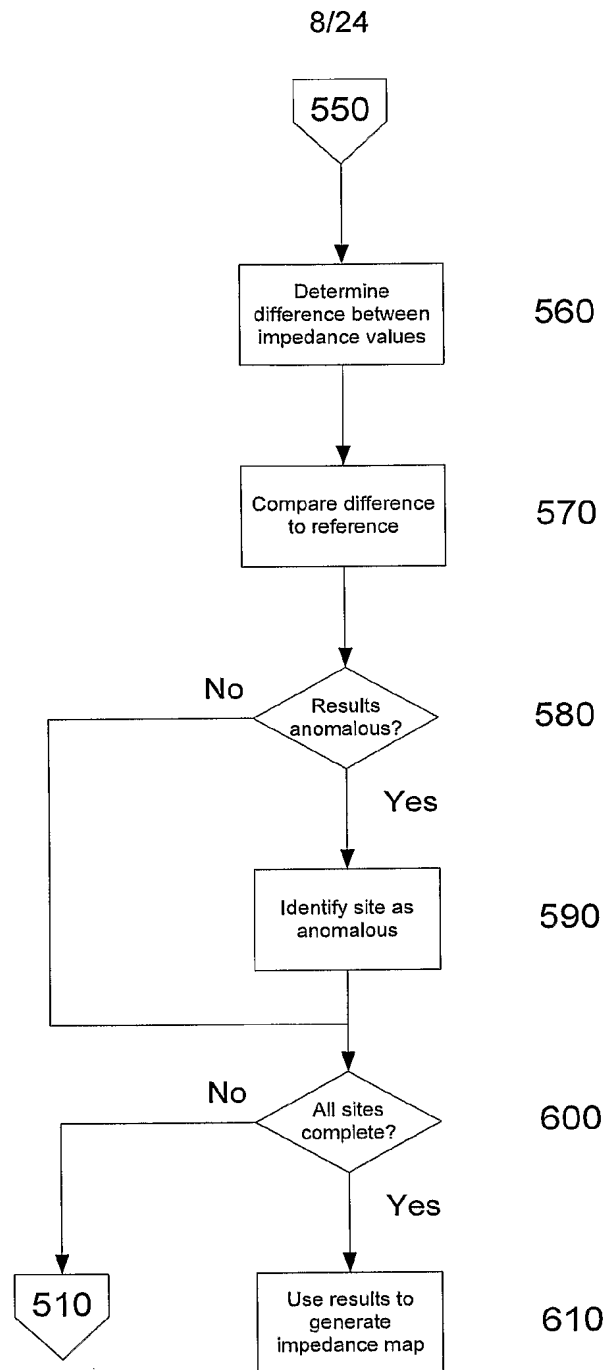 8/24
550
Determine
difference between
impedance values
560
Compare difference
to reference
570
No
Results
anomalous?
580
Yes
Identify site as
anomalous
590
No
All sites
complete?
600
Yes
510
Use results to
generate
impedance map
610